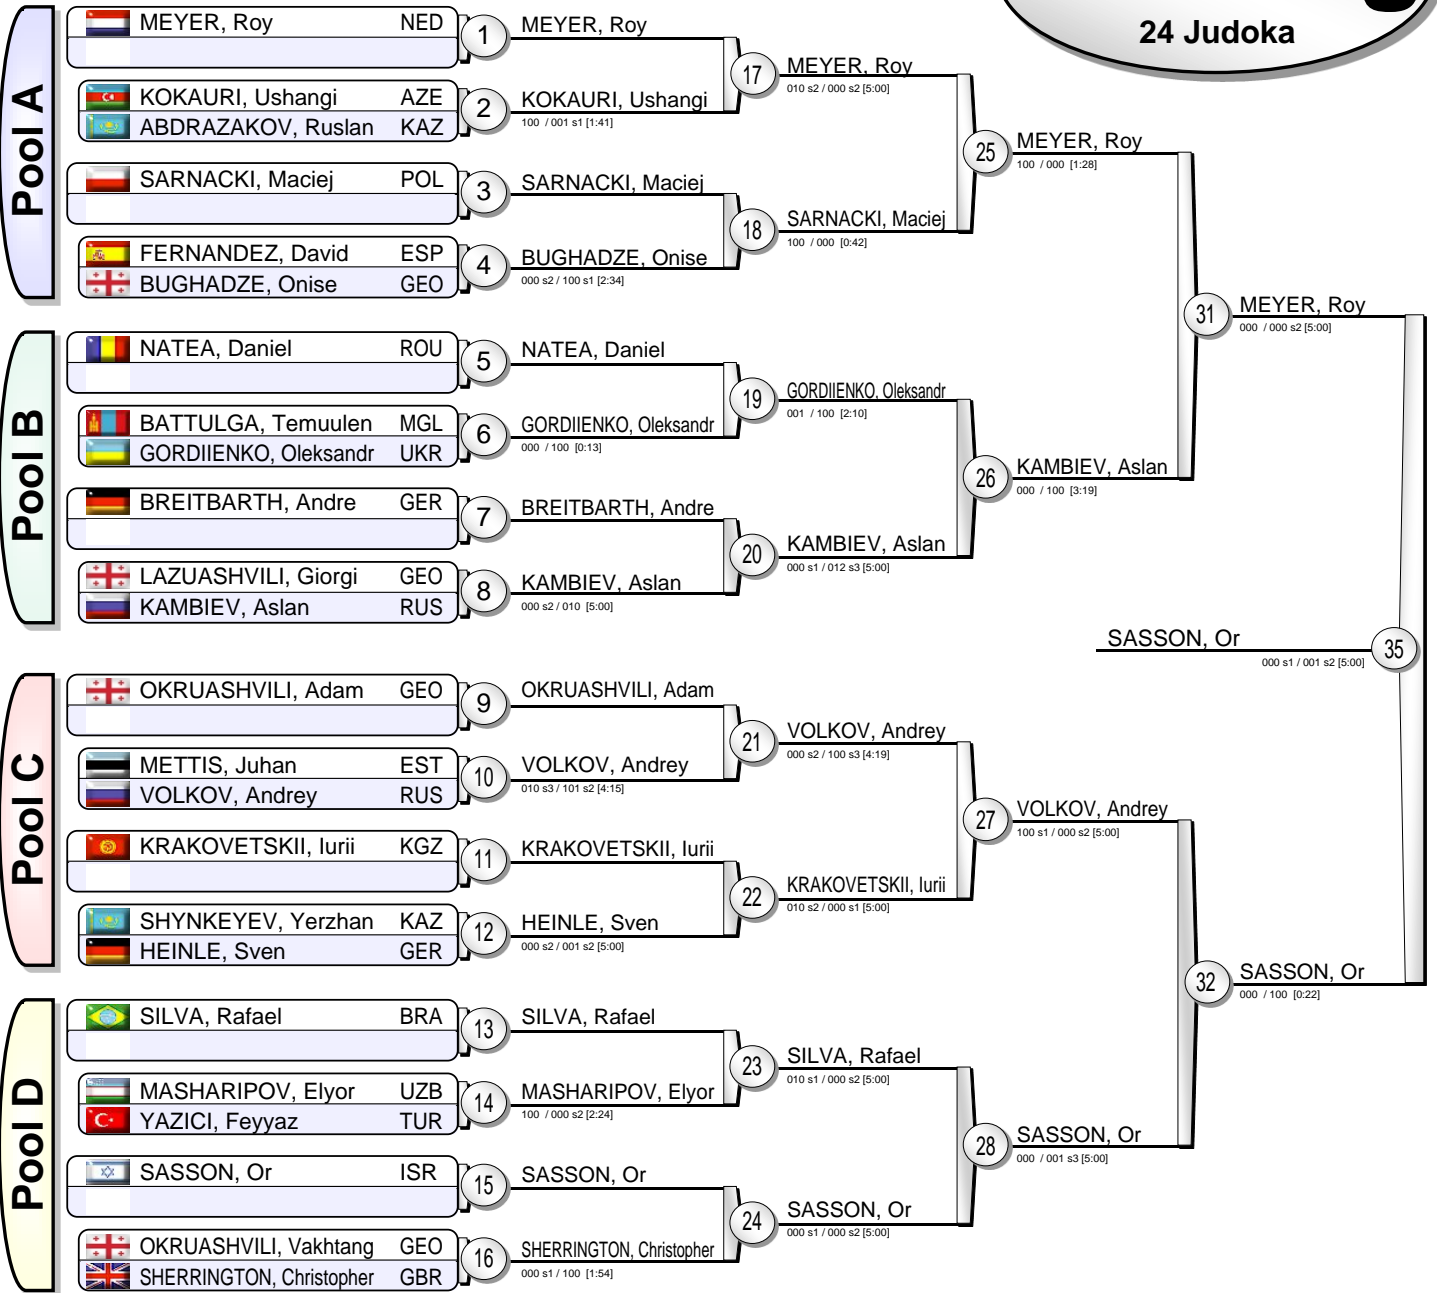 24 Judoka
Pool A
MEYER, Roy NED
1
MEYER, Roy
KOKAURI, Ushangi AZE
ABDRAZAKOV, Ruslan KAZ
2
KOKAURI, Ushangi
100 / 001 s1 [1:41]
17
MEYER, Roy
010 s2 / 000 s2 [5:00]
SARNACKI, Maciej POL
3
SARNACKI, Maciej
FERNANDEZ, David ESP
BUGHADZE, Onise GEO
4
BUGHADZE, Onise
000 s2 / 100 s1 [2:34]
18
SARNACKI, Maciej
100 / 000 [0:42]
25
MEYER, Roy
100 / 000 [1:28]
Pool B
NATEA, Daniel ROU
5
NATEA, Daniel
BATTULGA, Temuulen MGL
GORDIIENKO, Oleksandr UKR
6
GORDIIENKO, Oleksandr
000 / 100 [0:13]
19
GORDIIENKO, Oleksandr
001 / 100 [2:10]
BREITBARTH, Andre GER
7
BREITBARTH, Andre
LAZUASHVILI, Giorgi GEO
KAMBIEV, Aslan RUS
8
KAMBIEV, Aslan
000 s2 / 010 [5:00]
20
KAMBIEV, Aslan
000 s1 / 012 s3 [5:00]
26
KAMBIEV, Aslan
000 / 100 [3:19]
31
MEYER, Roy
000 / 000 s2 [5:00]
SASSON, Or
000 s1 / 001 s2 [5:00]
35
Pool C
OKRUASHVILI, Adam GEO
9
OKRUASHVILI, Adam
METTIS, Juhan EST
VOLKOV, Andrey RUS
10
VOLKOV, Andrey
010 s3 / 101 s2 [4:15]
21
VOLKOV, Andrey
000 s2 / 100 s3 [4:19]
KRAKOVETSKII, Iurii KGZ
11
KRAKOVETSKII, Iurii
SHYNKEYEV, Yerzhan KAZ
HEINLE, Sven GER
12
HEINLE, Sven
000 s2 / 001 s2 [5:00]
22
KRAKOVETSKII, Iurii
010 s2 / 000 s1 [5:00]
27
VOLKOV, Andrey
100 s1 / 000 s2 [5:00]
Pool D
SILVA, Rafael BRA
13
SILVA, Rafael
MASHARIPOV, Elyor UZB
YAZICI, Feyyaz TUR
14
MASHARIPOV, Elyor
100 / 000 s2 [2:24]
23
SILVA, Rafael
010 s1 / 000 s2 [5:00]
SASSON, Or ISR
15
SASSON, Or
OKRUASHVILI, Vakhtang GEO
SHERRINGTON, Christopher GBR
16
SHERRINGTON, Christopher
000 s1 / 100 [1:54]
24
SASSON, Or
000 s1 / 000 s2 [5:00]
28
SASSON, Or
000 / 001 s3 [5:00]
32
SASSON, Or
000 / 100 [0:22]